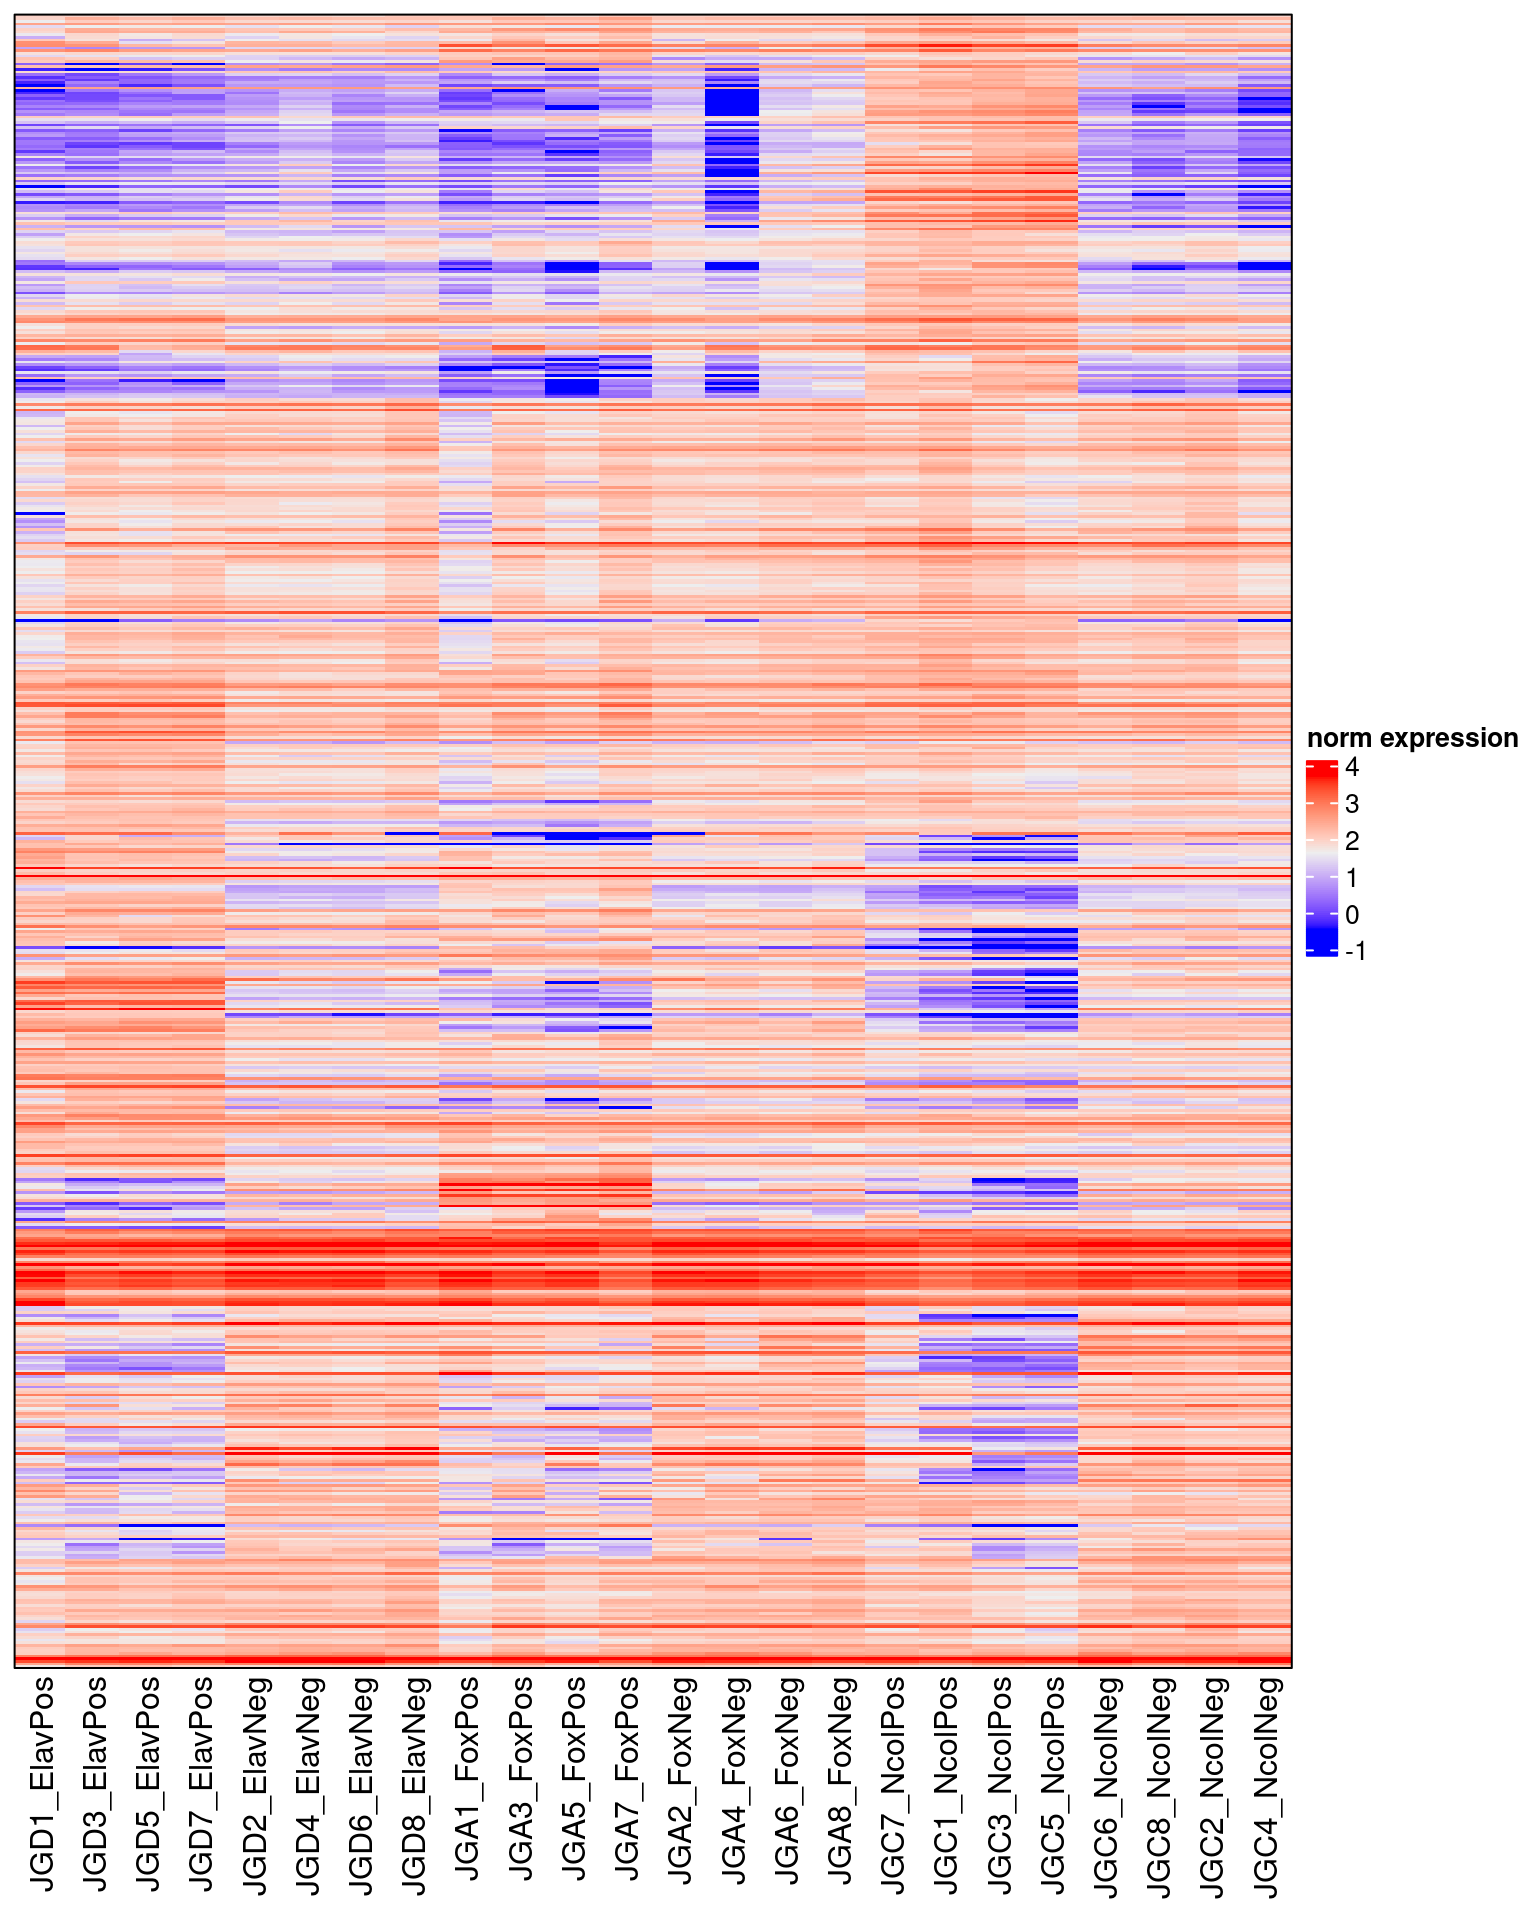 norm expression
4
3
2
1
0
-1
JGD1_ElavPos
JGD3_ElavPos
JGD5_ElavPos
JGD7_ElavPos
JGD2_ElavNeg
JGD4_ElavNeg
JGD6_ElavNeg
JGD8_ElavNeg
JGA1_FoxPos
JGA3_FoxPos
JGA5_FoxPos
JGA7_FoxPos
JGA2_FoxNeg
JGA4_FoxNeg
JGA6_FoxNeg
JGA8_FoxNeg
JGC7_NcolPos
JGC1_NcolPos
JGC3_NcolPos
JGC5_NcolPos
JGC6_NcolNeg
JGC8_NcolNeg
JGC2_NcolNeg
JGC4_NcolNeg